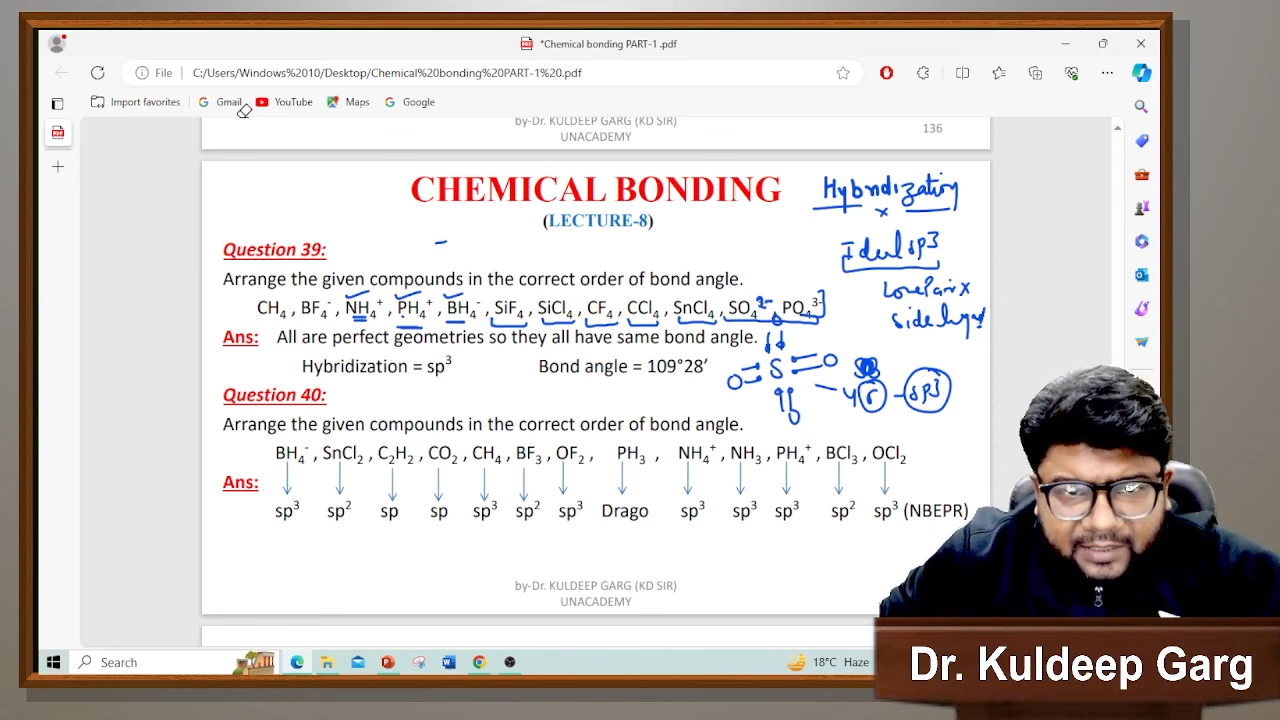 *Chemical bonding PART-1 .pdf
File C:/Users/Windows%2010/Desktop/Chemical%20bonding%20PART-1%20.pdf
Import favorites Gmail YouTube Maps Google
by-Dr. KULDEEP GARG (KD SIR)
UNACADEMY
136
CHEMICAL BONDING
(LECTURE-8)
Hybridization
x
Ideal sp3
Lone Pair x
Question 39:
Arrange the given compounds in the correct order of bond angle.
CH₄ , BF₄⁻ , NH₄⁺ , PH₄⁺ , BH₄⁻ , SiF₄ , SiCl₄ , CF₄ , CCl₄ , SnCl₄ , SO₄²⁻ , PO₄³⁻
Ans: All are perfect geometries so they all have same bond angle.
Hybridization = sp³ Bond angle = 109°28′
O
O = S = O
O
4σ - sp3
Question 40:
Arrange the given compounds in the correct order of bond angle.
BH₄⁻ , SnCl₂ , C₂H₂ , CO₂ , CH₄ , BF₃ , OF₂ , PH₃ , NH₄⁺ , NH₃ , PH₄⁺ , BCl₃ , OCl₂
Ans:
sp³ sp² sp sp sp³ sp² sp³ Drago sp³ sp³ sp³ sp² sp³ (NBEPR)
by-Dr. KULDEEP GARG (KD SIR)
UNACADEMY
Search
18°C Haze
Dr. Kuldeep Garg